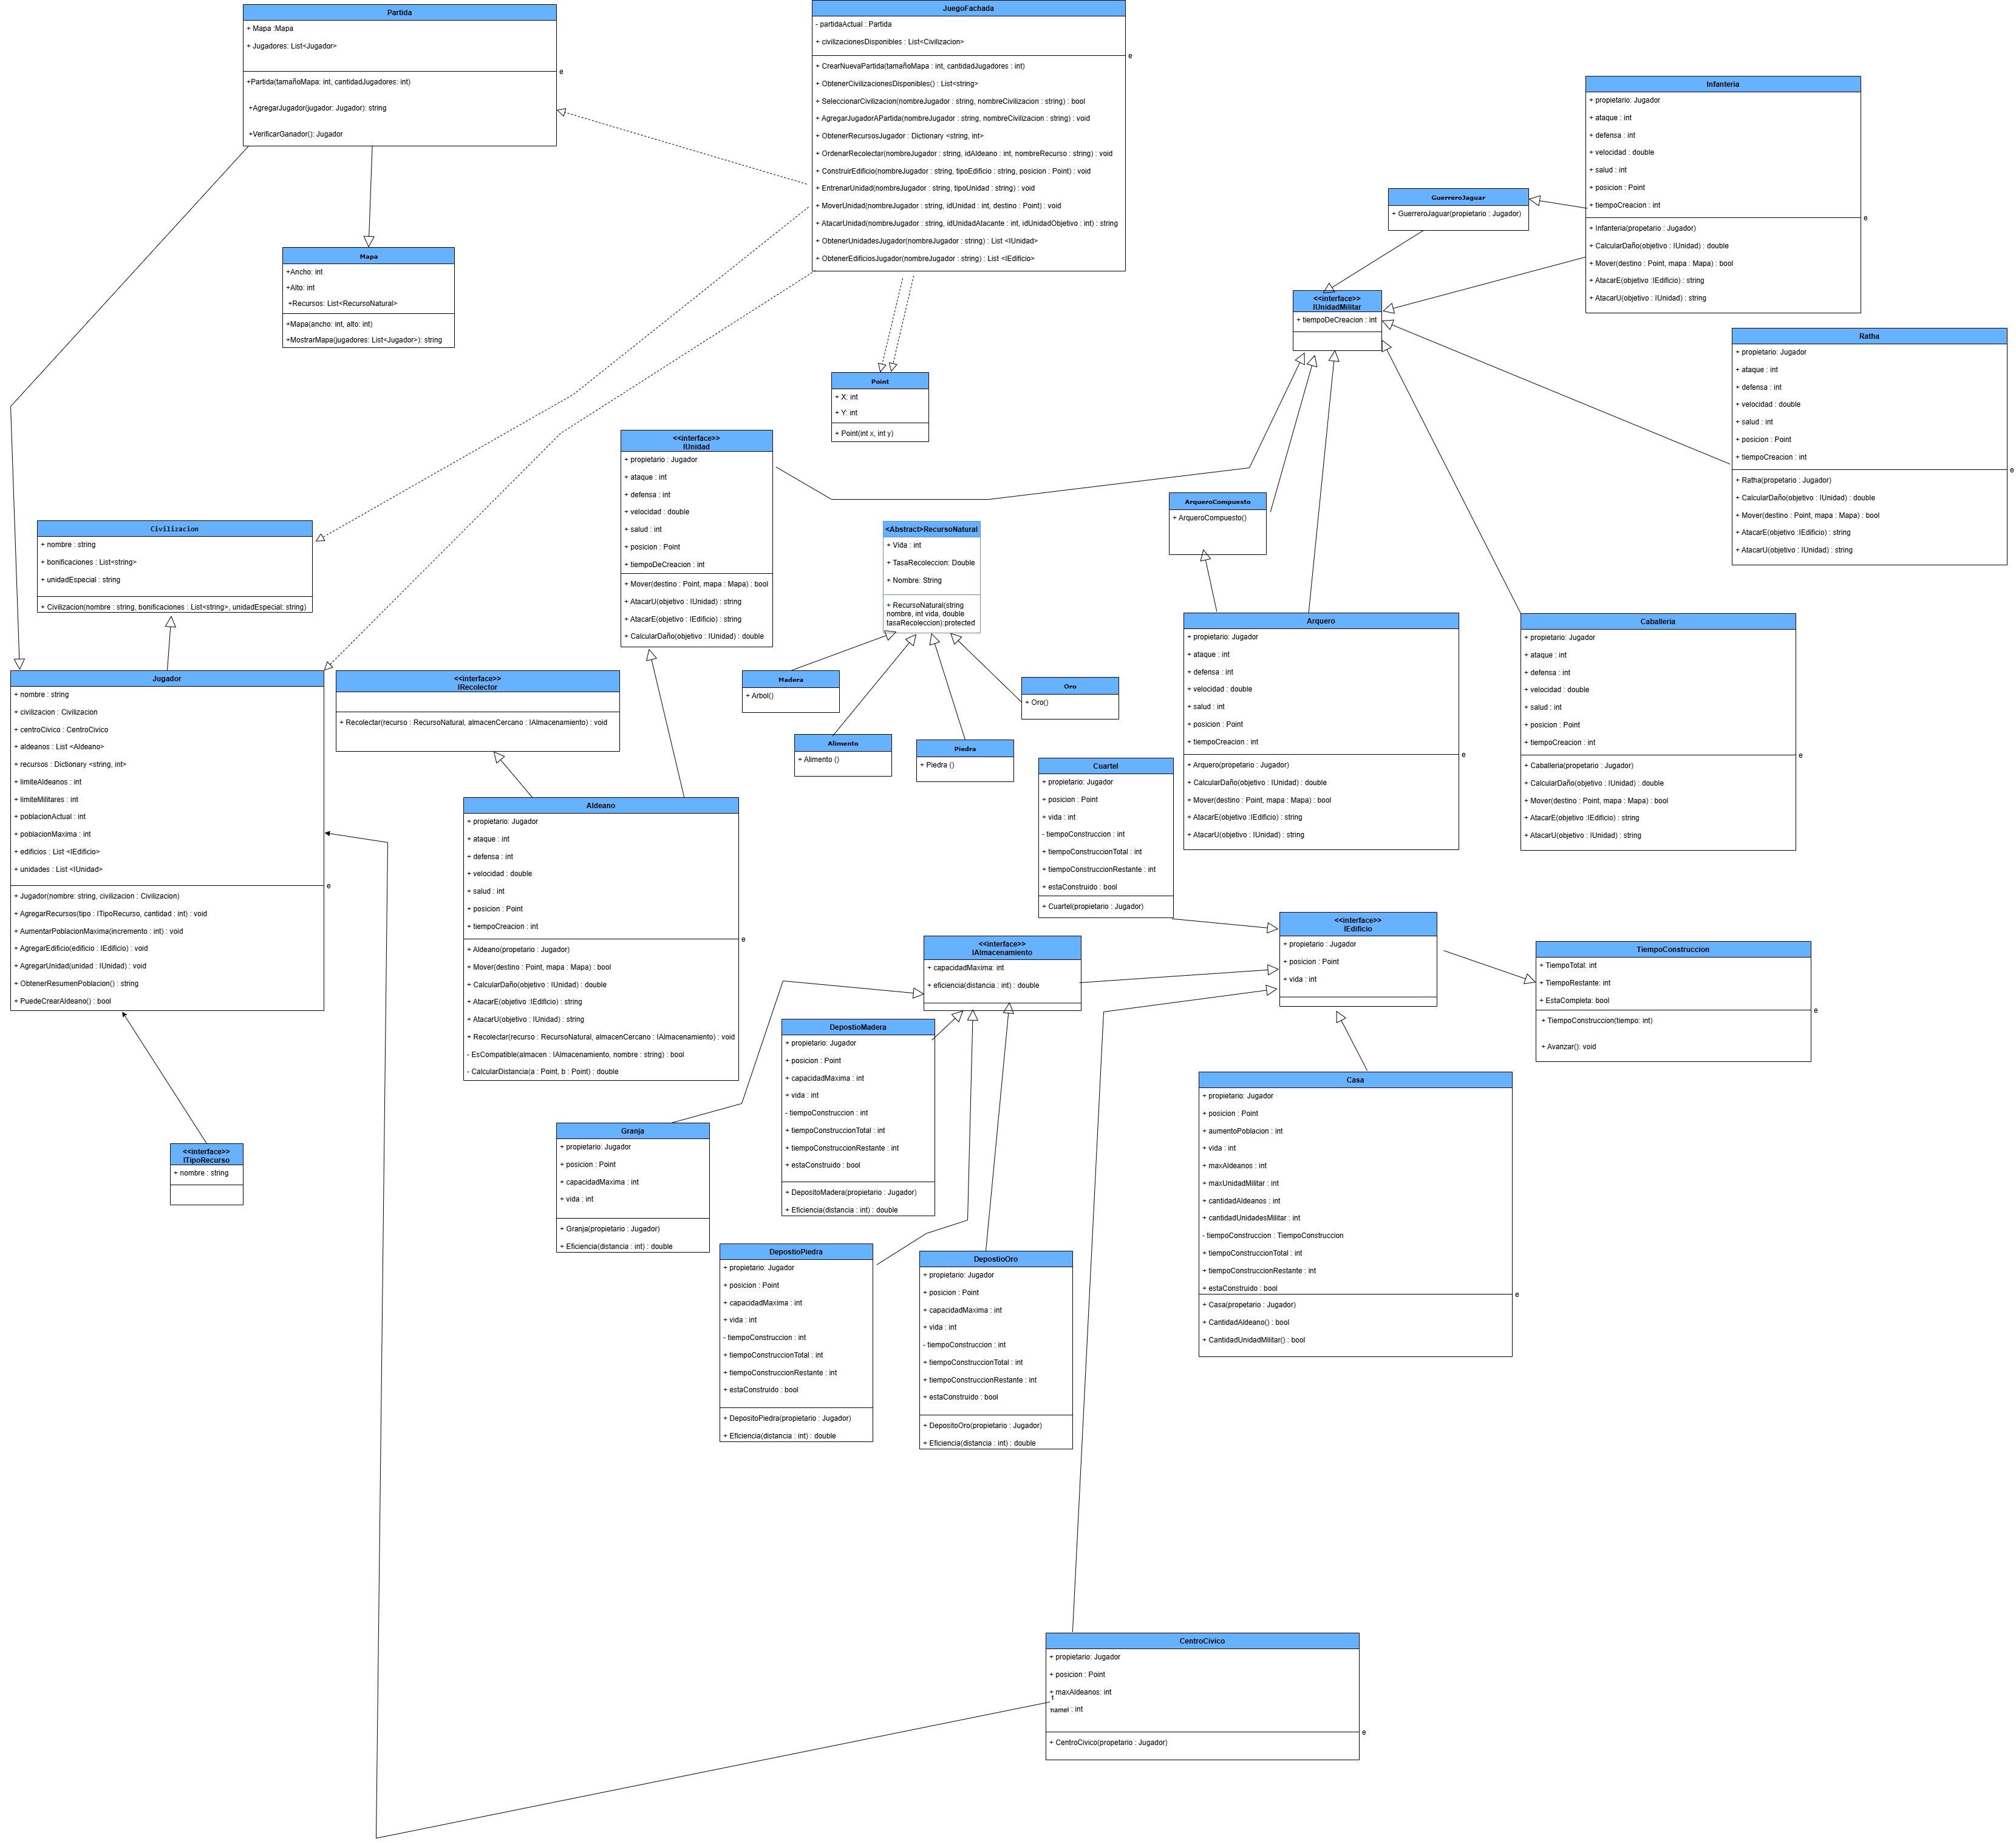 Partida
+ Mapa :Mapa
+ Jugadores: List<Jugador>
e
+Partida(tamañoMapa: int, cantidadJugadores: int)
+AgregarJugador(jugador: Jugador): string
+VerificarGanador(): Jugador
JuegoFachada
- partidaActual : Partida
+ civilizacionesDisponibles : List<Civilizacion>
e
+ CrearNuevaPartida(tamañoMapa : int, cantidadJugadores : int)
+ ObtenerCivilizacionesDisponibles() : List<string>
+ SeleccionarCivilizacion(nombreJugador : string, nombreCivilizacion : string) : bool
+ AgregarJugadorAPartida(nombreJugador : string, nombreCivilizacion : string) : void
+ ObtenerRecursosJugador : Dictionary <string, int>
+ OrdenarRecolectar(nombreJugador : string, idAldeano : int, nombreRecurso : string) : void
+ ConstruirEdificio(nombreJugador : string, tipoEdificio : string, posicion : Point) : void
+ EntrenarUnidad(nombreJugador : string, tipoUnidad : string) : void
+ MoverUnidad(nombreJugador : string, idUnidad : int, destino : Point) : void
+ AtacarUnidad(nombreJugador : string, idUnidadAtacante : int, idUnidadObjetivo : int) : string
+ ObtenerUnidadesJugador(nombreJugador : string) : List <IUnidad>
+ ObtenerEdificiosJugador(nombreJugador : string) : List <IEdificio>
Infanteria
+ propietario: Jugador
+ ataque : int
+ defensa : int
+ velocidad : double
+ salud : int
+ posicion : Point
+ tiempoCreacion : int
e
+ Infanteria(propetario : Jugador)
+ CalcularDaño(objetivo : IUnidad) : double
+ Mover(destino : Point, mapa : Mapa) : bool
+ AtacarE(objetivo :IEdificio) : string
+ AtacarU(objetivo : IUnidad) : string
GuerreroJaguar
+ GuerreroJaguar(propietario : Jugador)
Mapa
+Ancho: int
+Alto: int
+Recursos: List<RecursoNatural>
+Mapa(ancho: int, alto: int)
+MostrarMapa(jugadores: List<Jugador>): string
<<interface>>
IUnidadMilitar
+ tiempoDeCreacion : int
Ratha
+ propietario: Jugador
+ ataque : int
+ defensa : int
+ velocidad : double
+ salud : int
+ posicion : Point
+ tiempoCreacion : int
e
+ Ratha(propetario : Jugador)
+ CalcularDaño(objetivo : IUnidad) : double
+ Mover(destino : Point, mapa : Mapa) : bool
+ AtacarE(objetivo :IEdificio) : string
+ AtacarU(objetivo : IUnidad) : string
Point
+ X: int
+ Y: int
+ Point(int x, int y)
<<interface>>
IUnidad
+ propietario : Jugador
+ ataque : int
+ defensa : int
+ velocidad : double
+ salud : int
+ posicion : Point
+ tiempoDeCreacion : int
+ Mover(destino : Point, mapa : Mapa) : bool
+ AtacarU(objetivo : IUnidad) : string
+ AtacarE(objetivo : IEdificio) : string
+ CalcularDaño(objetivo : IUnidad) : double
ArqueroCompuesto
+ ArqueroCompuesto()
Civilizacion
+ nombre : string
+ bonificaciones : List<string>
+ unidadEspecial : string
+ Civilizacion(nombre : string, bonificaciones : List<string>, unidadEspecial: string)
<Abstract>RecursoNatural
+ Vida : int
+ TasaRecoleccion: Double
+ Nombre: String
+ RecursoNatural(string
nombre, int vida, double
tasaRecoleccion):protected
Arquero
+ propietario: Jugador
+ ataque : int
+ defensa : int
+ velocidad : double
+ salud : int
+ posicion : Point
+ tiempoCreacion : int
e
+ Arquero(propetario : Jugador)
+ CalcularDaño(objetivo : IUnidad) : double
+ Mover(destino : Point, mapa : Mapa) : bool
+ AtacarE(objetivo :IEdificio) : string
+ AtacarU(objetivo : IUnidad) : string
Caballeria
+ propietario: Jugador
+ ataque : int
+ defensa : int
+ velocidad : double
+ salud : int
+ posicion : Point
+ tiempoCreacion : int
e
+ Caballeria(propetario : Jugador)
+ CalcularDaño(objetivo : IUnidad) : double
+ Mover(destino : Point, mapa : Mapa) : bool
+ AtacarE(objetivo :IEdificio) : string
+ AtacarU(objetivo : IUnidad) : string
Jugador
+ nombre : string
+ civilizacion : Civilizacion
+ centroCivico : CentroCivico
+ aldeanos : List <Aldeano>
+ recursos : Dictionary <string, int>
+ limiteAldeanos : int
+ limiteMilitares : int
+ poblacionActual : int
+ poblacionMaxima : int
+ edificios : List <IEdificio>
+ unidades : List <IUnidad>
e
+ Jugador(nombre: string, civilizacion : Civilizacion)
+ AgregarRecursos(tipo : ITipoRecurso, cantidad : int) : void
+ AumentarPoblacionMaxima(incremento : int) : void
+ AgregarEdificio(edificio : IEdificio) : void
+ AgregarUnidad(unidad : IUnidad) : void
+ ObtenerResumenPoblacion() : string
+ PuedeCrearAldeano() : bool
<<interface>>
IRecolector
+ Recolectar(recurso : RecursoNatural, almacenCercano : IAlmacenamiento) : void
Madera
+ Arbol()
Oro
+ Oro()
Alimento
+ Alimento ()
Piedra
+ Piedra ()
Cuartel
+ propietario: Jugador
+ posicion : Point
+ vida : int
- tiempoConstruccion : int
+ tiempoConstruccionTotal : int
+ tiempoConstruccionRestante : int
+ estaConstruido : bool
+ Cuartel(propietario : Jugador)
Aldeano
+ propietario: Jugador
+ ataque : int
+ defensa : int
+ velocidad : double
+ salud : int
+ posicion : Point
+ tiempoCreacion : int
e
+ Aldeano(propetario : Jugador)
+ Mover(destino : Point, mapa : Mapa) : bool
+ CalcularDaño(objetivo : IUnidad) : double
+ AtacarE(objetivo :IEdificio) : string
+ AtacarU(objetivo : IUnidad) : string
+ Recolectar(recurso : RecursoNatural, almacenCercano : IAlmacenamiento) : void
- EsCompatible(almacen : IAlmacenamiento, nombre : string) : bool
- CalcularDistancia(a : Point, b : Point) : double
<<interface>>
IAlmacenamiento
+ capacidadMaxima: int
+ eficiencia(distancia : int) : double
<<interface>>
IEdificio
+ propietario : Jugador
+ posicion : Point
+ vida : int
TiempoConstruccion
+ TiempoTotal: int
+ TiempoRestante: int
+ EstaCompleta: bool
e
+ TiempoConstruccion(tiempo: int)
+ Avanzar(): void
DepostioMadera
+ propietario: Jugador
+ posicion : Point
+ capacidadMaxima : int
+ vida : int
- tiempoConstruccion : int
+ tiempoConstruccionTotal : int
+ tiempoConstruccionRestante : int
+ estaConstruido : bool
+ DepositoMadera(propietario : Jugador)
+ Eficiencia(distancia : int) : double
Casa
+ propietario: Jugador
+ posicion : Point
+ aumentoPoblacion : int
+ vida : int
+ maxAldeanos : int
+ maxUnidadMilitar : int
+ cantidadAldeanos : int
+ cantidadUnidadesMilitar : int
- tiempoConstruccion : TiempoConstruccion
+ tiempoConstruccionTotal : int
+ tiempoConstruccionRestante : int
+ estaConstruido : bool
e
+ Casa(propetario : Jugador)
+ CantidadAldeano() : bool
+ CantidadUnidadMilitar() : bool
Granja
+ propietario: Jugador
+ posicion : Point
+ capacidadMaxima : int
+ vida : int
+ Granja(propietario : Jugador)
+ Eficiencia(distancia : int) : double
<<interface>>
ITipoRecurso
+ nombre : string
DepostioPiedra
+ propietario: Jugador
+ posicion : Point
+ capacidadMaxima : int
+ vida : int
- tiempoConstruccion : int
+ tiempoConstruccionTotal : int
+ tiempoConstruccionRestante : int
+ estaConstruido : bool
+ DepositoPiedra(propietario : Jugador)
+ Eficiencia(distancia : int) : double
DepostioOro
+ propietario: Jugador
+ posicion : Point
+ capacidadMaxima : int
+ vida : int
- tiempoConstruccion : int
+ tiempoConstruccionTotal : int
+ tiempoConstruccionRestante : int
+ estaConstruido : bool
+ DepositoOro(propietario : Jugador)
+ Eficiencia(distancia : int) : double
CentroCivico
+ propietario: Jugador
+ posicion : Point
+ maxAldeanos: int
1
name : int
e
+ CentroCivico(propetario : Jugador)